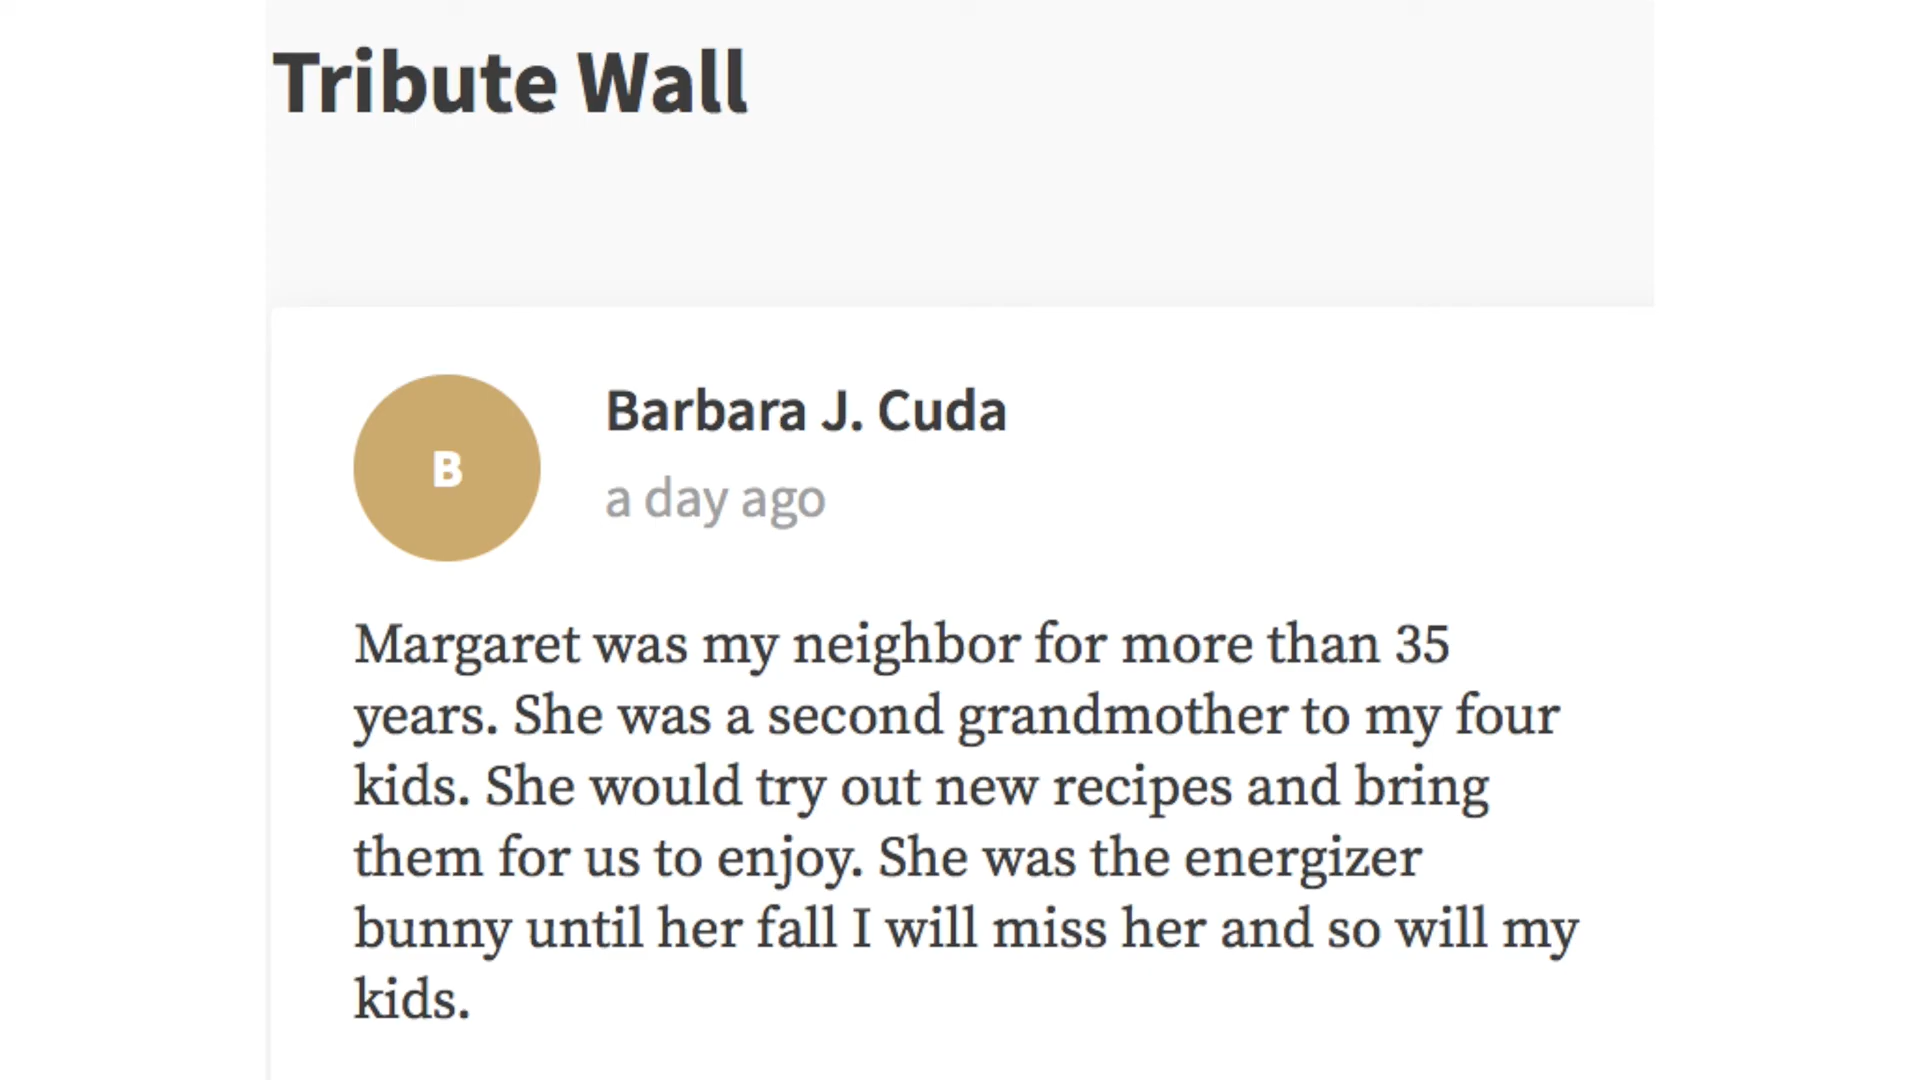 Tribute Wall
B
Barbara J. Cuda
a day ago
Margaret was my neighbor for more than 35
years. She was a second grandmother to my four
kids. She would try out new recipes and bring
them for us to enjoy. She was the energizer
bunny until her fall I will miss her and so will my
kids.